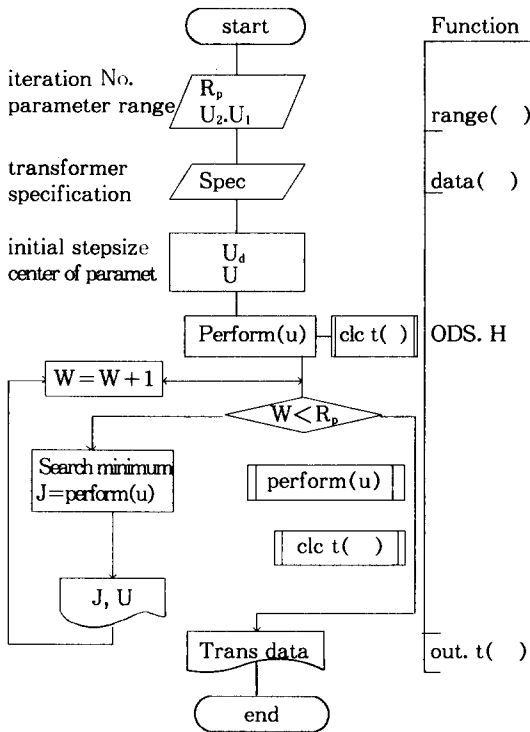 start
Function
iteration No.
parameter range
R_p
U_2.U_1
range( )
transformer
specification
Spec
data( )
initial stepsize
center of paramet
U_d
U
Perform(u)
clc t( )
ODS. H
W=W+1
W<R_p
Search minimum
J=perform(u)
perform(u)
clc t( )
J, U
Trans data
out. t( )
end